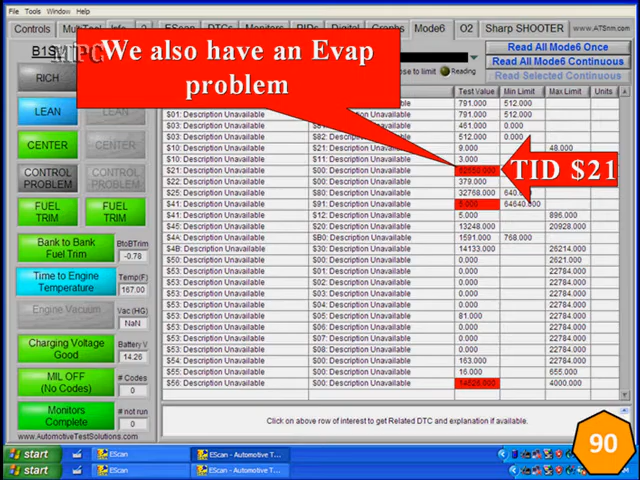 File Tools Window Help
Controls MultiTool Info 2 EScan DTCs Monitors PIDs Digital Graphs Mode6 O2 Sharp SHOOTER www.ATSnm.com
MPC
We also have an Evap
problem
TID $21
Read All Mode6 Once
Read All Mode6 Continuous
Read Selected Continuous
ose to limit Reading
B1S
RICH
LEAN LEAN
CENTER CENTER
CONTROL PROBLEM CONTROL PROBLEM
FUEL TRIM FUEL TRIM
Bank to Bank Fuel Trim BtoBTrim -0.78
Time to Engine Temperature Temp(F) 167.00
Engine Vacuum Vac (HG) NaN
Charging Voltage Good Battery V 14.26
MIL OFF (No Codes) # Codes 0
Monitors Complete # not run 0
www.AutomotiveTestSolutions.com
Test Value Min Limit Max Limit Units
791.000 512.000
$01: Description Unavailable 791.000 512.000
$03: Description Unavailable 461.000 0.000
$03: Description Unavailable $82: Description Unavailable 512.000 0.000
$10: Description Unavailable $21: Description Unavailable 9.000 48.000
$10: Description Unavailable $11: Description Unavailable 3.000
$21: Description Unavailable $00: Description Unavailable
$22: Description Unavailable $00: Description Unavailable 379.000
$25: Description Unavailable $80: Description Unavailable 32768.000
$41: Description Unavailable $91: Description Unavailable 64640.000
$41: Description Unavailable $12: Description Unavailable 5.000 896.000
$45: Description Unavailable $20: Description Unavailable 13248.000 20928.000
$4A: Description Unavailable $B0: Description Unavailable 1591.000 768.000
$4B: Description Unavailable $30: Description Unavailable 14133.000 26214.000
$50: Description Unavailable $00: Description Unavailable 0.000 2621.000
$53: Description Unavailable $01: Description Unavailable 0.000 22784.000
$53: Description Unavailable $02: Description Unavailable 0.000 22784.000
$53: Description Unavailable $03: Description Unavailable 0.000 22784.000
$53: Description Unavailable $04: Description Unavailable 0.000 22784.000
$53: Description Unavailable $05: Description Unavailable 81.000 22784.000
$53: Description Unavailable $06: Description Unavailable 0.000 22784.000
$53: Description Unavailable $07: Description Unavailable 0.000 22784.000
$53: Description Unavailable $08: Description Unavailable 0.000 22784.000
$54: Description Unavailable $00: Description Unavailable 163.000 22784.000
$55: Description Unavailable $00: Description Unavailable 16.000 655.000
$56: Description Unavailable $00: Description Unavailable 14628.000 4000.000
Click on above row of interest to get Related DTC and explanation if available.
90
start EScan EScan - Automotive T...
start EScan EScan - Automotive T...